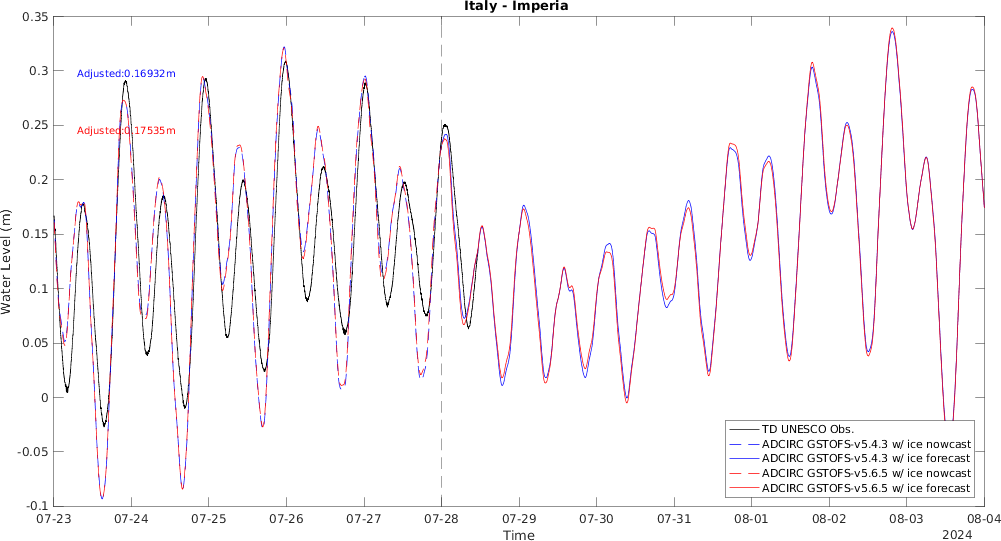 Italy - Imperia
0.35
0.3
0.25
0.2
0.15
0.1
0.05
0
-0.05
-0.1
Water Level (m)
Adjusted:0.16932m
Adjusted:0.17535m
TD UNESCO Obs.
ADCIRC GSTOFS-v5.4.3 w/ ice nowcast
ADCIRC GSTOFS-v5.4.3 w/ ice forecast
ADCIRC GSTOFS-v5.6.5 w/ ice nowcast
ADCIRC GSTOFS-v5.6.5 w/ ice forecast
07-23 07-24 07-25 07-26 07-27 07-28 07-29 07-30 07-31 08-01 08-02 08-03 08-04
Time
2024